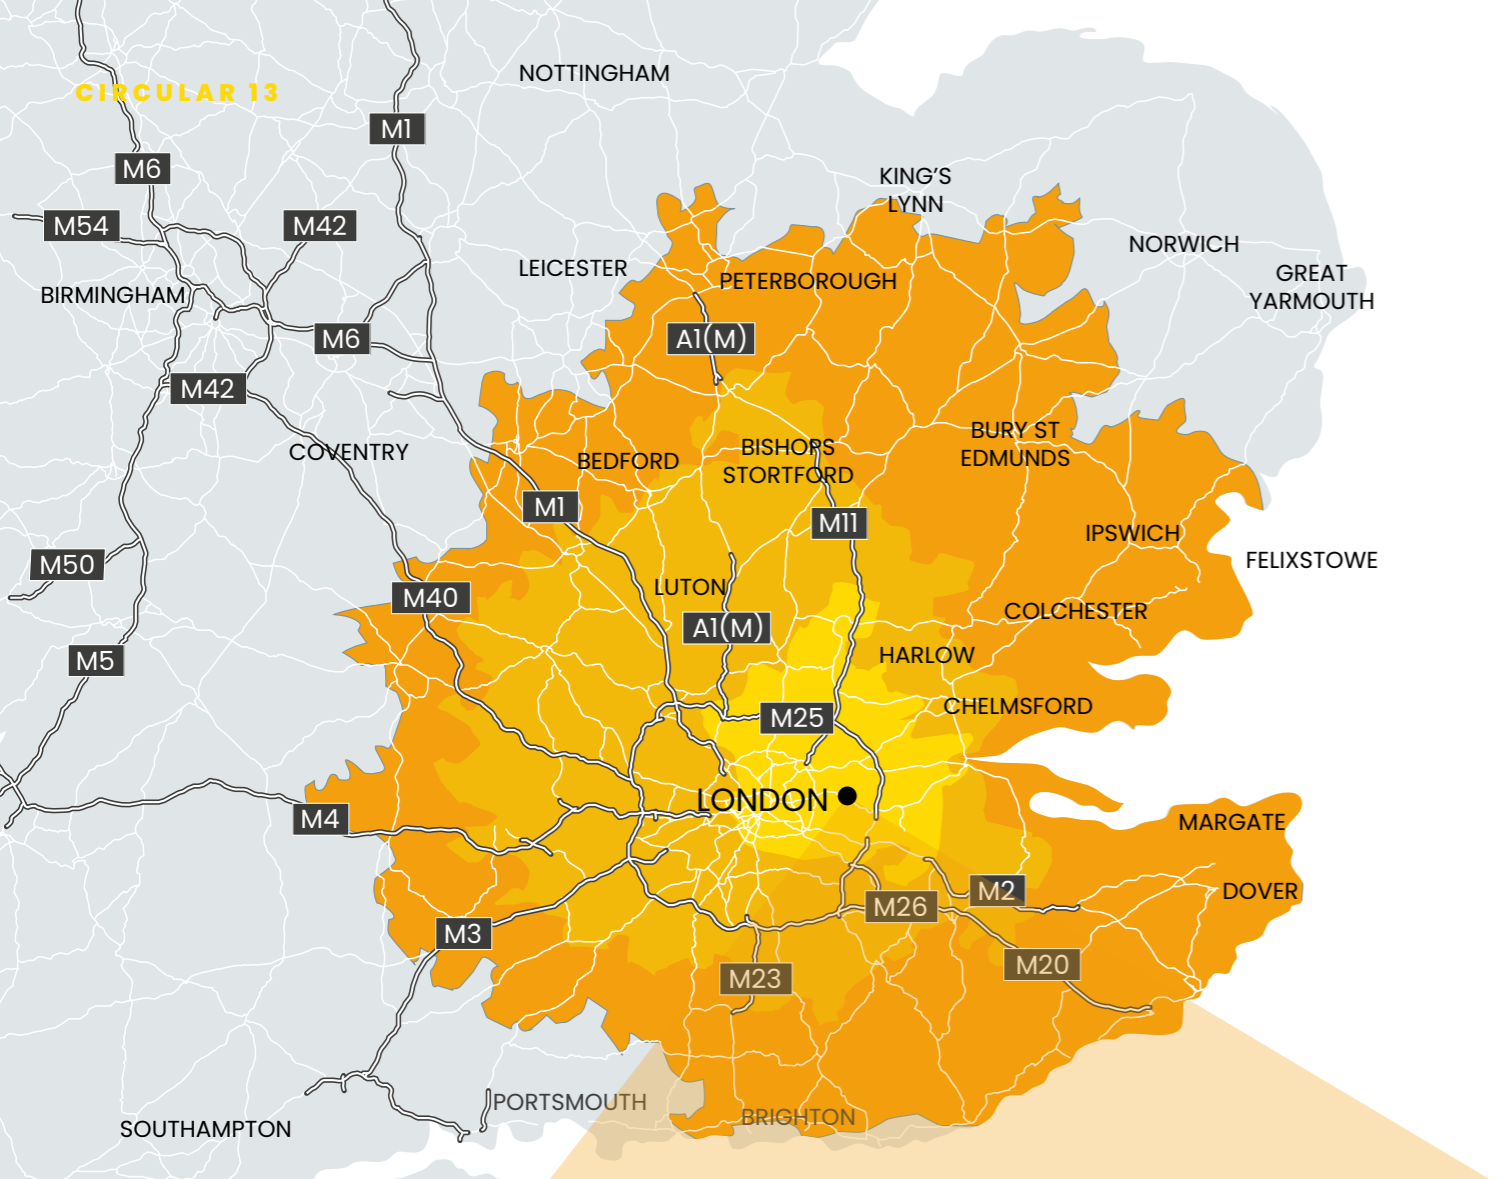 NOTTINGHAM
CIRCULAR 13
M1
M6
KING'S
LYNN
M54
M42
NORWICH
LEICESTER
GREAT
YARMOUTH
PETERBOROUGH
BIRMINGHAM
A1(M)
M6
M42
BURY ST
EDMUNDS
COVENTRY
BEDFORD
BISHOPS
STORTFORD
M1
M11
IPSWICH
FELIXSTOWE
M50
LUTON
M40
COLCHESTER
A1(M)
HARLOW
M5
CHELMSFORD
M25
LONDON
M4
MARGATE
M2
DOVER
M26
M3
M20
M23
PORTSMOUTH
BRIGHTON
SOUTHAMPTON